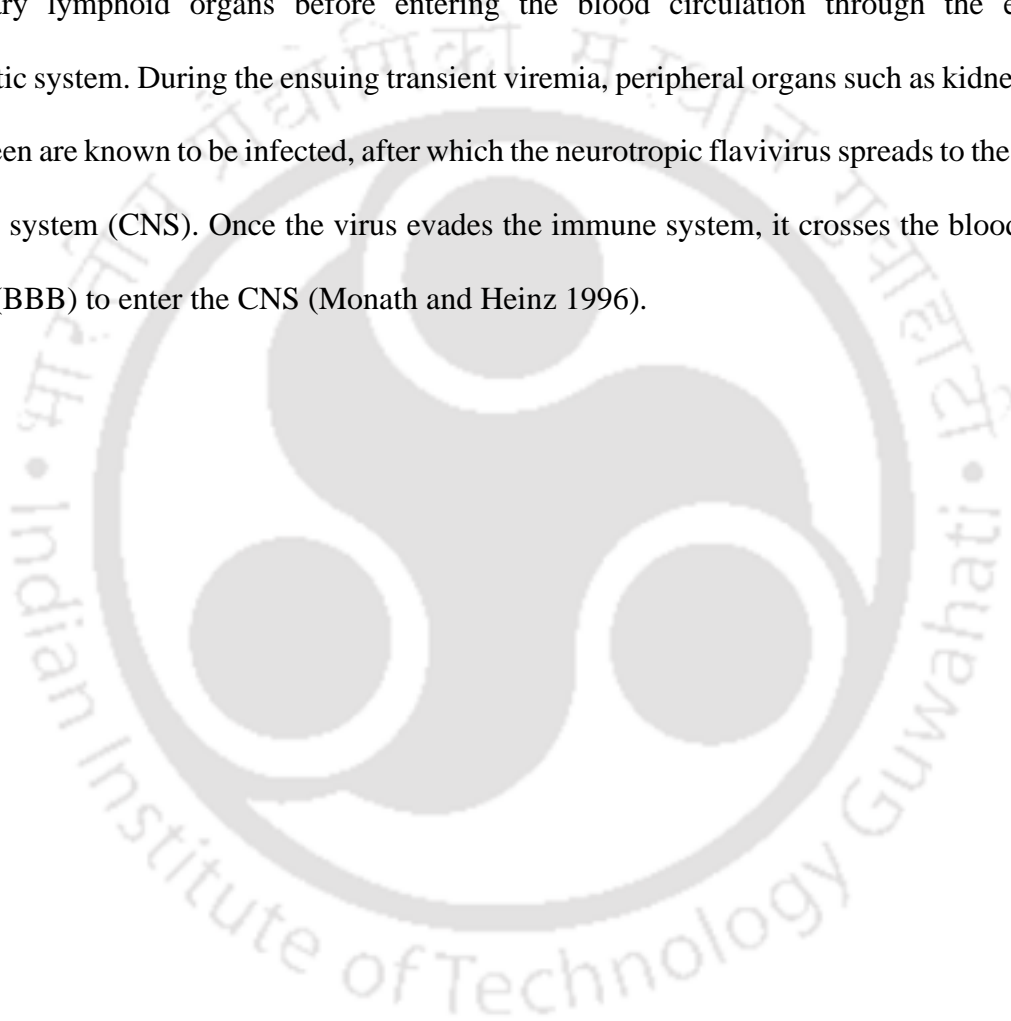 ary lymphoid organs before entering the blood circulation through the e
tic system. During the ensuing transient viremia, peripheral organs such as kidne
een are known to be infected, after which the neurotropic flavivirus spreads to the
system (CNS). Once the virus evades the immune system, it crosses the blood
(BBB) to enter the CNS (Monath and Heinz 1996).
Indian Institute of Technology Guwahati